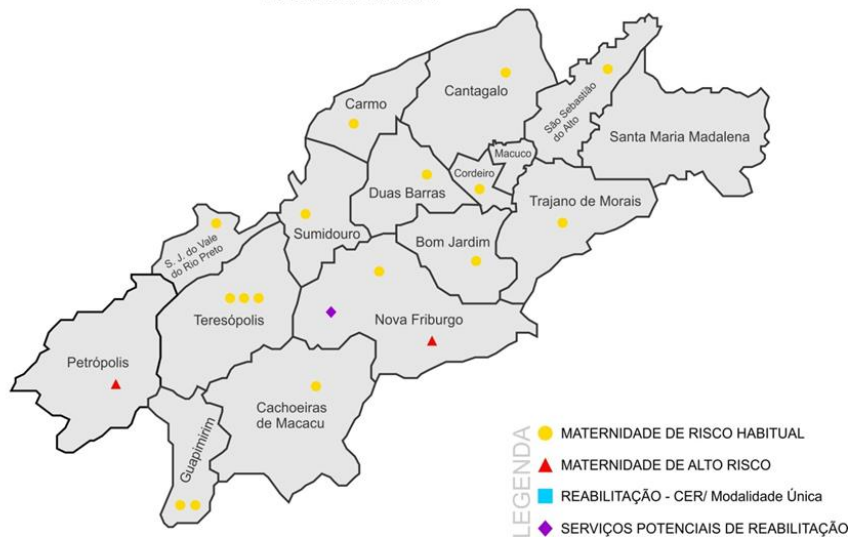 Carmo
Cantagalo
São Sebastião
do Alto
Santa Maria Madalena
Macuco
Cordeiro
Duas Barras
Trajano de Morais
Sumidouro
Bom Jardim
S. J. do Vale
do Rio Preto
Teresópolis
Nova Friburgo
Petrópolis
Cachoeiras
de Macacu
Guapimirim
LEGENDA
MATERNIDADE DE RISCO HABITUAL
MATERNIDADE DE ALTO RISCO
REABILITAÇÃO - CER/ Modalidade Única
SERVIÇOS POTENCIAIS DE REABILITAÇÃO